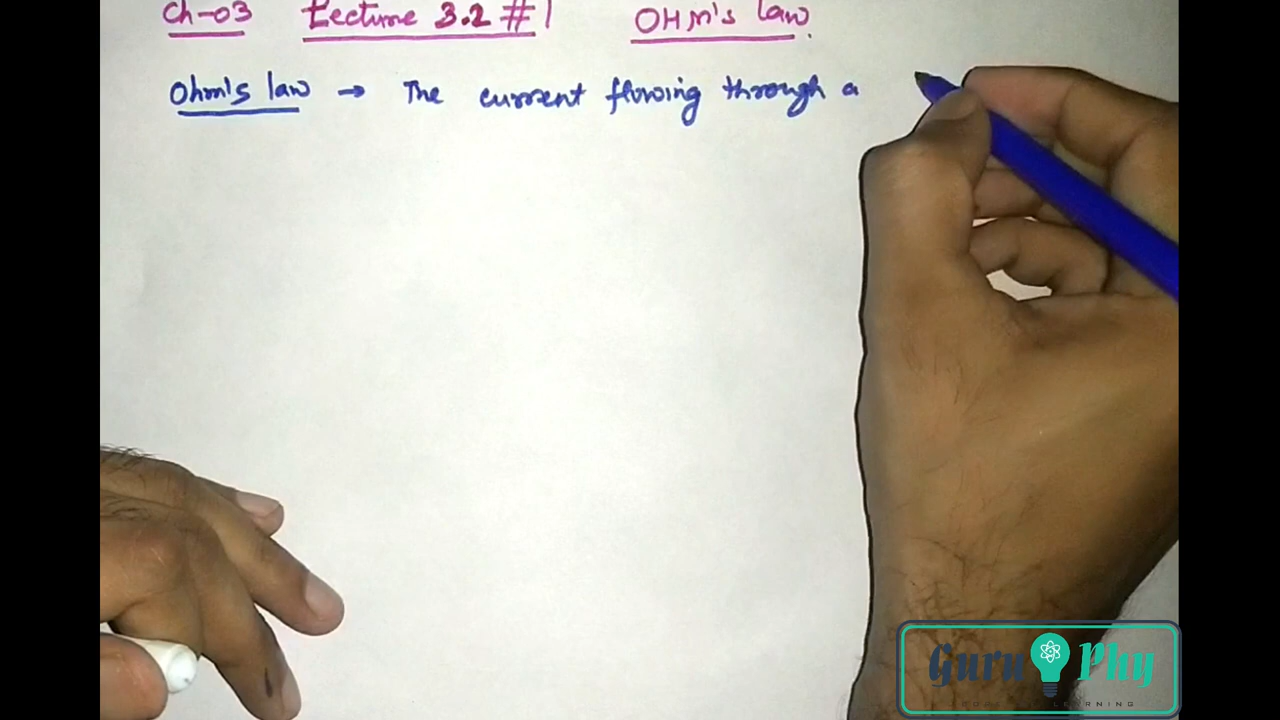 Ch-03 Lecture 3.2 #1 OHM's law.
Ohm's law → The current flowing through a
Guru Phy